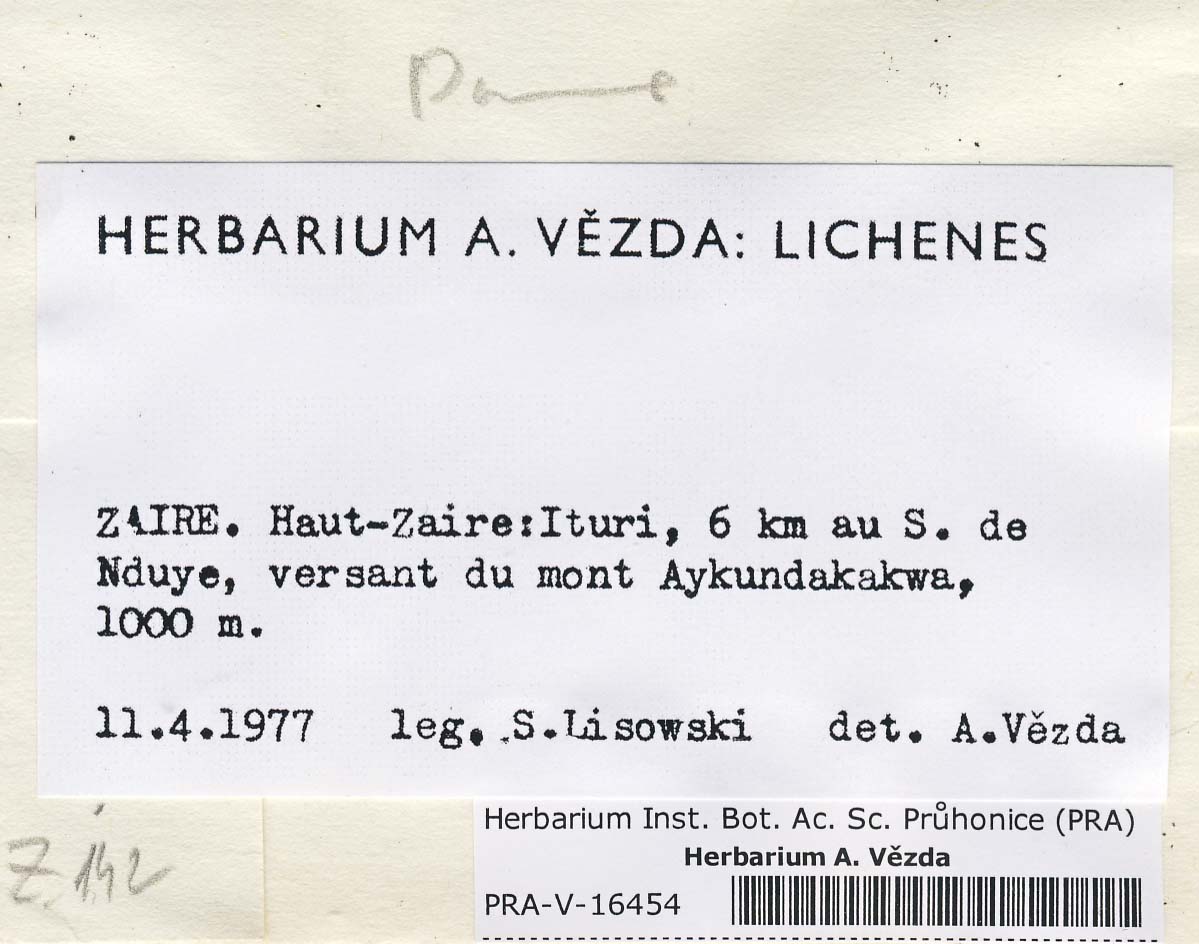 HERBARIUM A. VĚZDA: LICHENES
ZAIRE. Haut-Zaire:Ituri, 6 km au S. de
Nduye, versant du mont Aykundakakwa,
1000 m.
11.4.1977 leg. S.Lisowski det. A.Vězda
Z. 142
Herbarium Inst. Bot. Ac. Sc. Průhonice (PRA)
Herbarium A. Vězda
PRA-V-16454